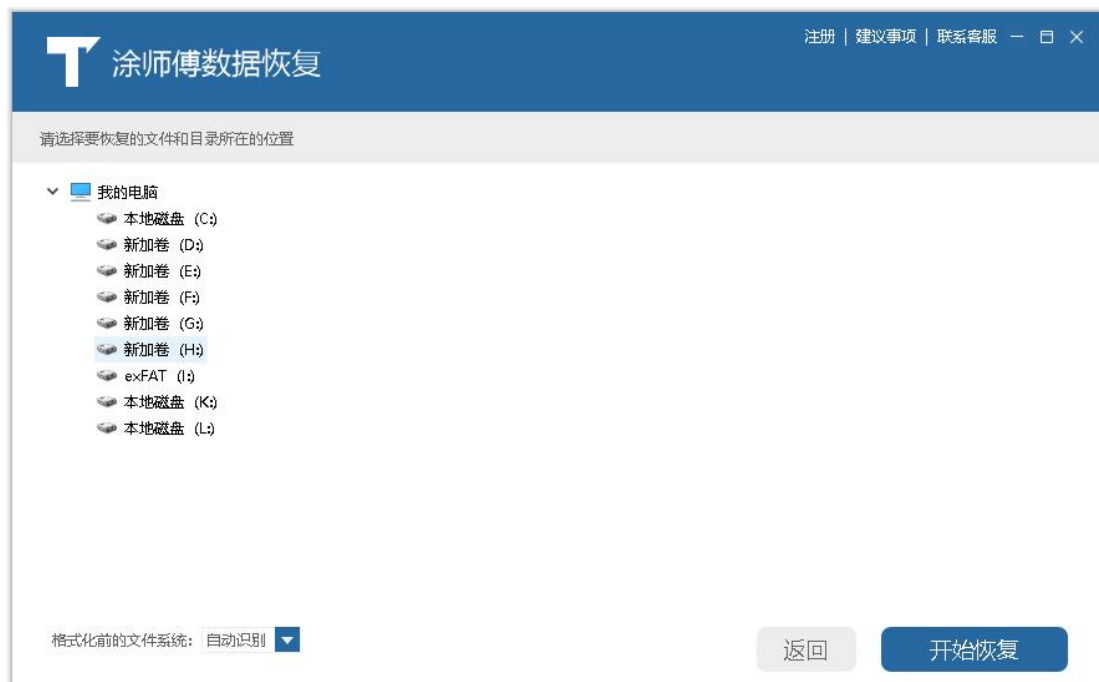 注册 | 建议事项 | 联系客服
涂师傅数据恢复
请选择要恢复的文件和目录所在的位置
我的电脑
本地磁盘 (C:)
新加卷 (D:)
新加卷 (E:)
新加卷 (F:)
新加卷 (G:)
新加卷 (H:)
exFAT (I:)
本地磁盘 (K:)
本地磁盘 (L:)
格式化前的文件系统: 自动识别
返回
开始恢复